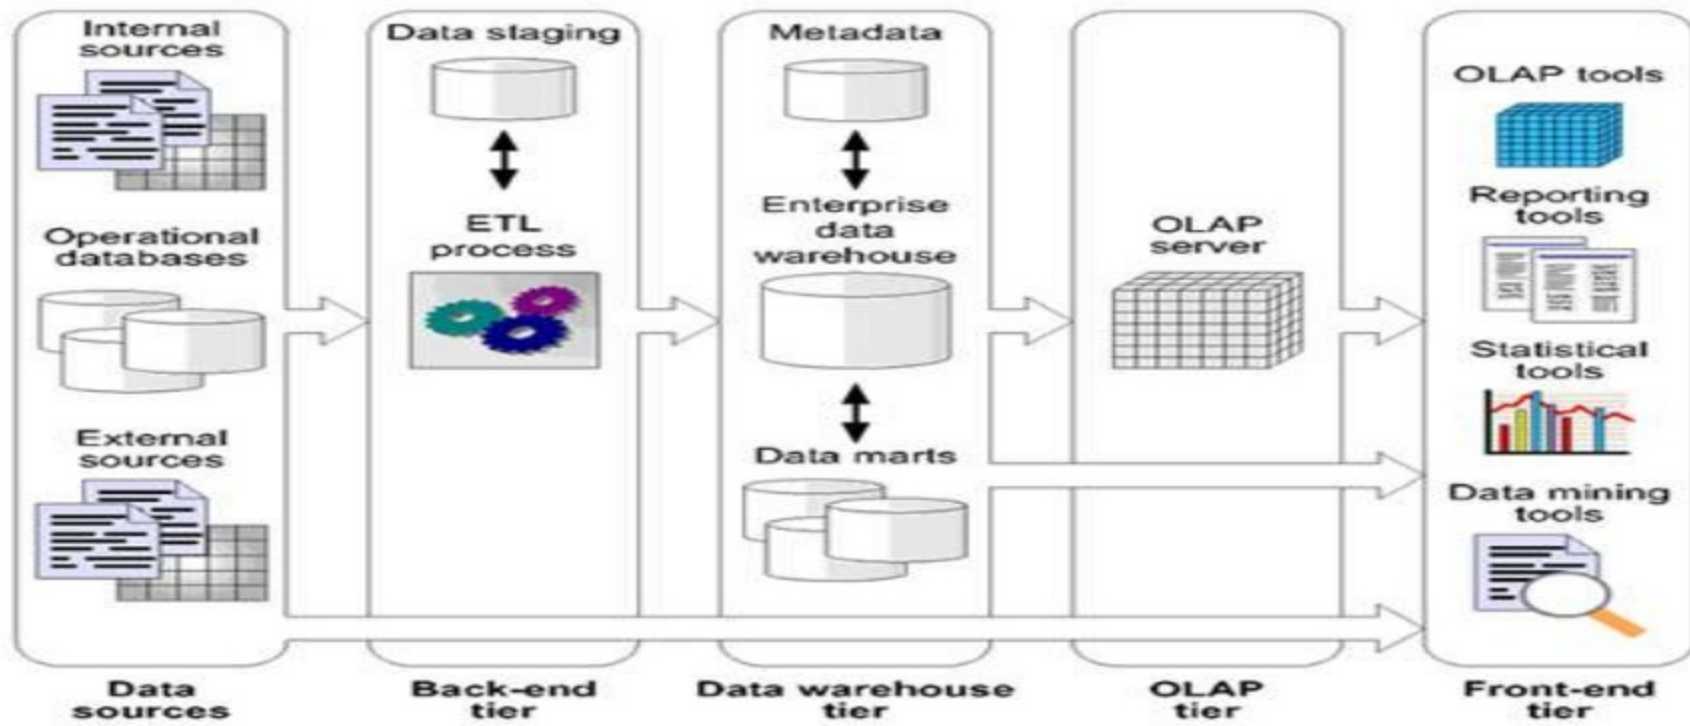 Internal
sources
Operational
databases
External
sources
Data
sources
Data staging
ETL
process
Back-end
tier
Metadata
Enterprise
data
warehouse
Data marts
Data warehouse
tier
OLAP
server
OLAP
tier
OLAP tools
Reporting
tools
Statistical
tools
Data mining
tools
Front-end
tier